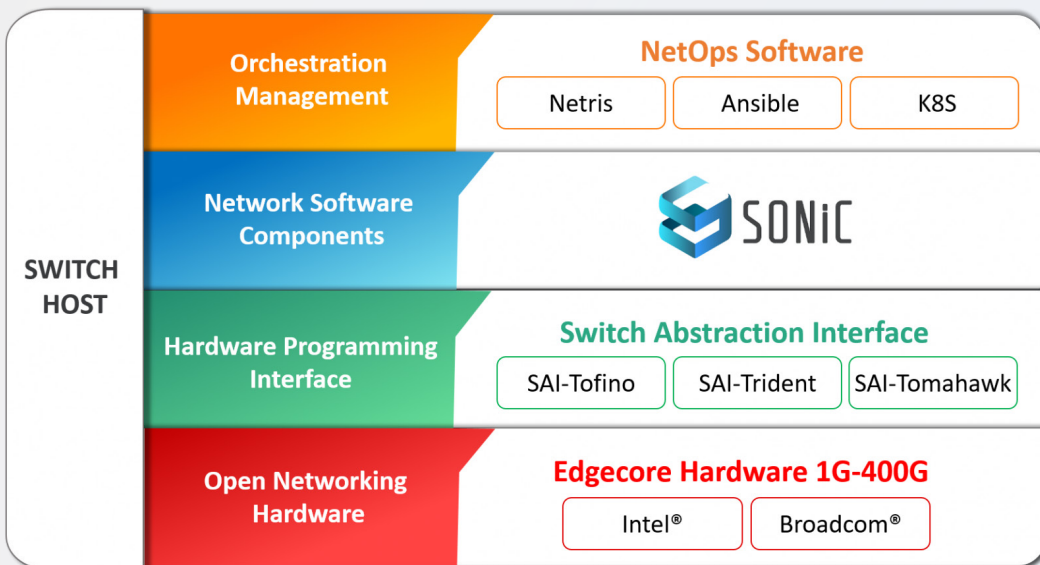 SWITCH
HOST
Orchestration
Management
NetOps Software
Netris
Ansible
K8S
Network Software
Components
SONiC
Hardware Programming
Interface
Switch Abstraction Interface
SAI-Tofino
SAI-Trident
SAI-Tomahawk
Open Networking
Hardware
Edgecore Hardware 1G-400G
Intel®
Broadcom®